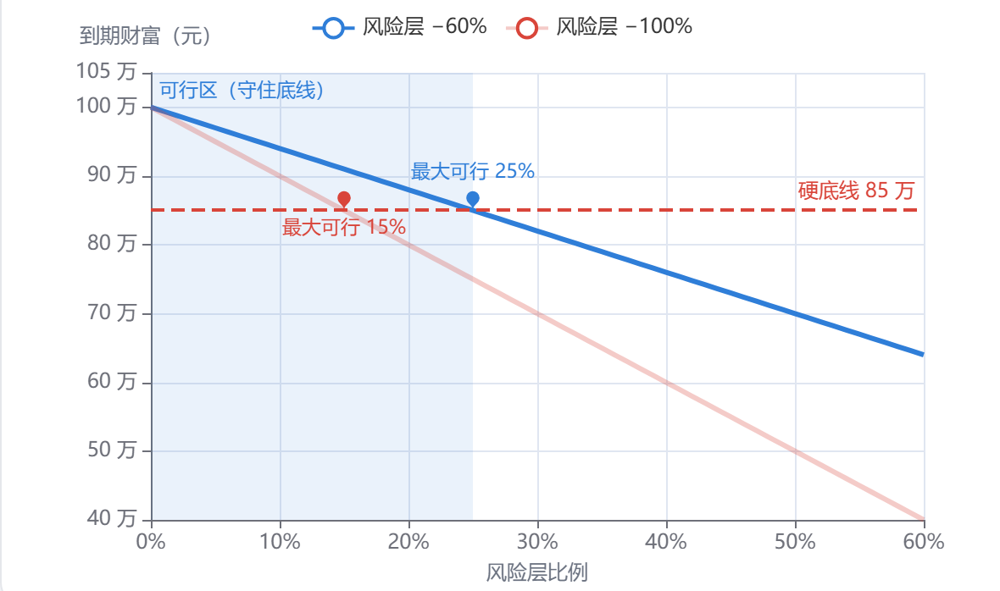 到期财富（元）
风险层 −60%
风险层 −100%
105 万
可行区（守住底线）
100 万
90 万
最大可行 25%
硬底线 85 万
最大可行 15%
80 万
70 万
60 万
50 万
40 万
0%
10%
20%
30%
40%
50%
60%
风险层比例